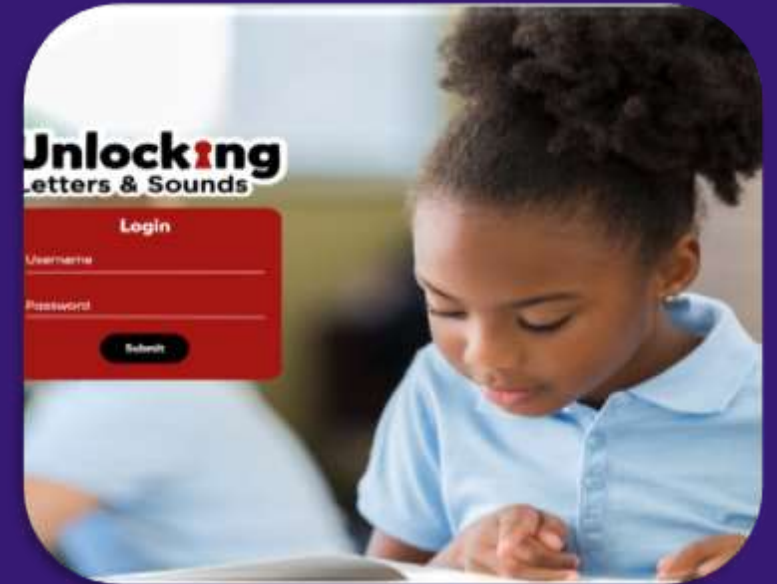 Unlocking
Letters & Sounds
Login
Username
Password
Submit